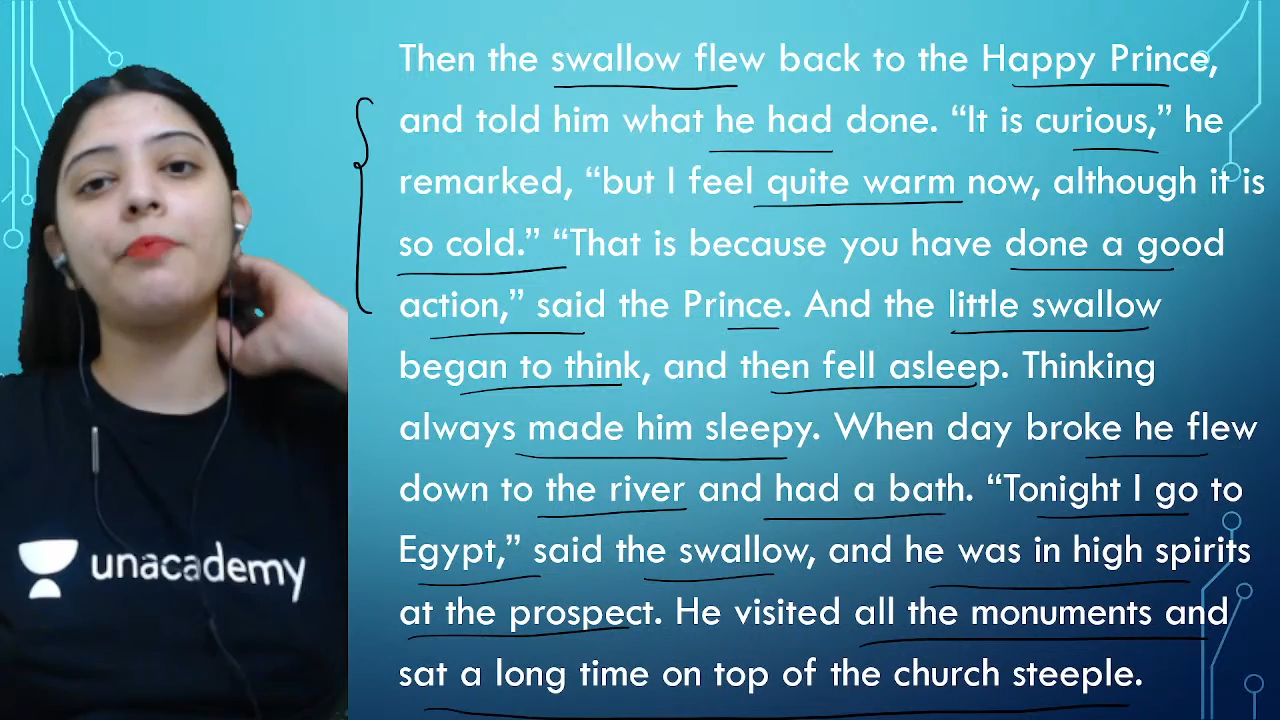 Then the swallow flew back to the Happy Prince,
and told him what he had done. “It is curious,” he
remarked, “but I feel quite warm now, although it is
so cold.” “That is because you have done a good
action,” said the Prince. And the little swallow
began to think, and then fell asleep. Thinking
always made him sleepy. When day broke he flew
down to the river and had a bath. “Tonight I go to
Egypt,” said the swallow, and he was in high spirits
at the prospect. He visited all the monuments and
sat a long time on top of the church steeple.
unacademy